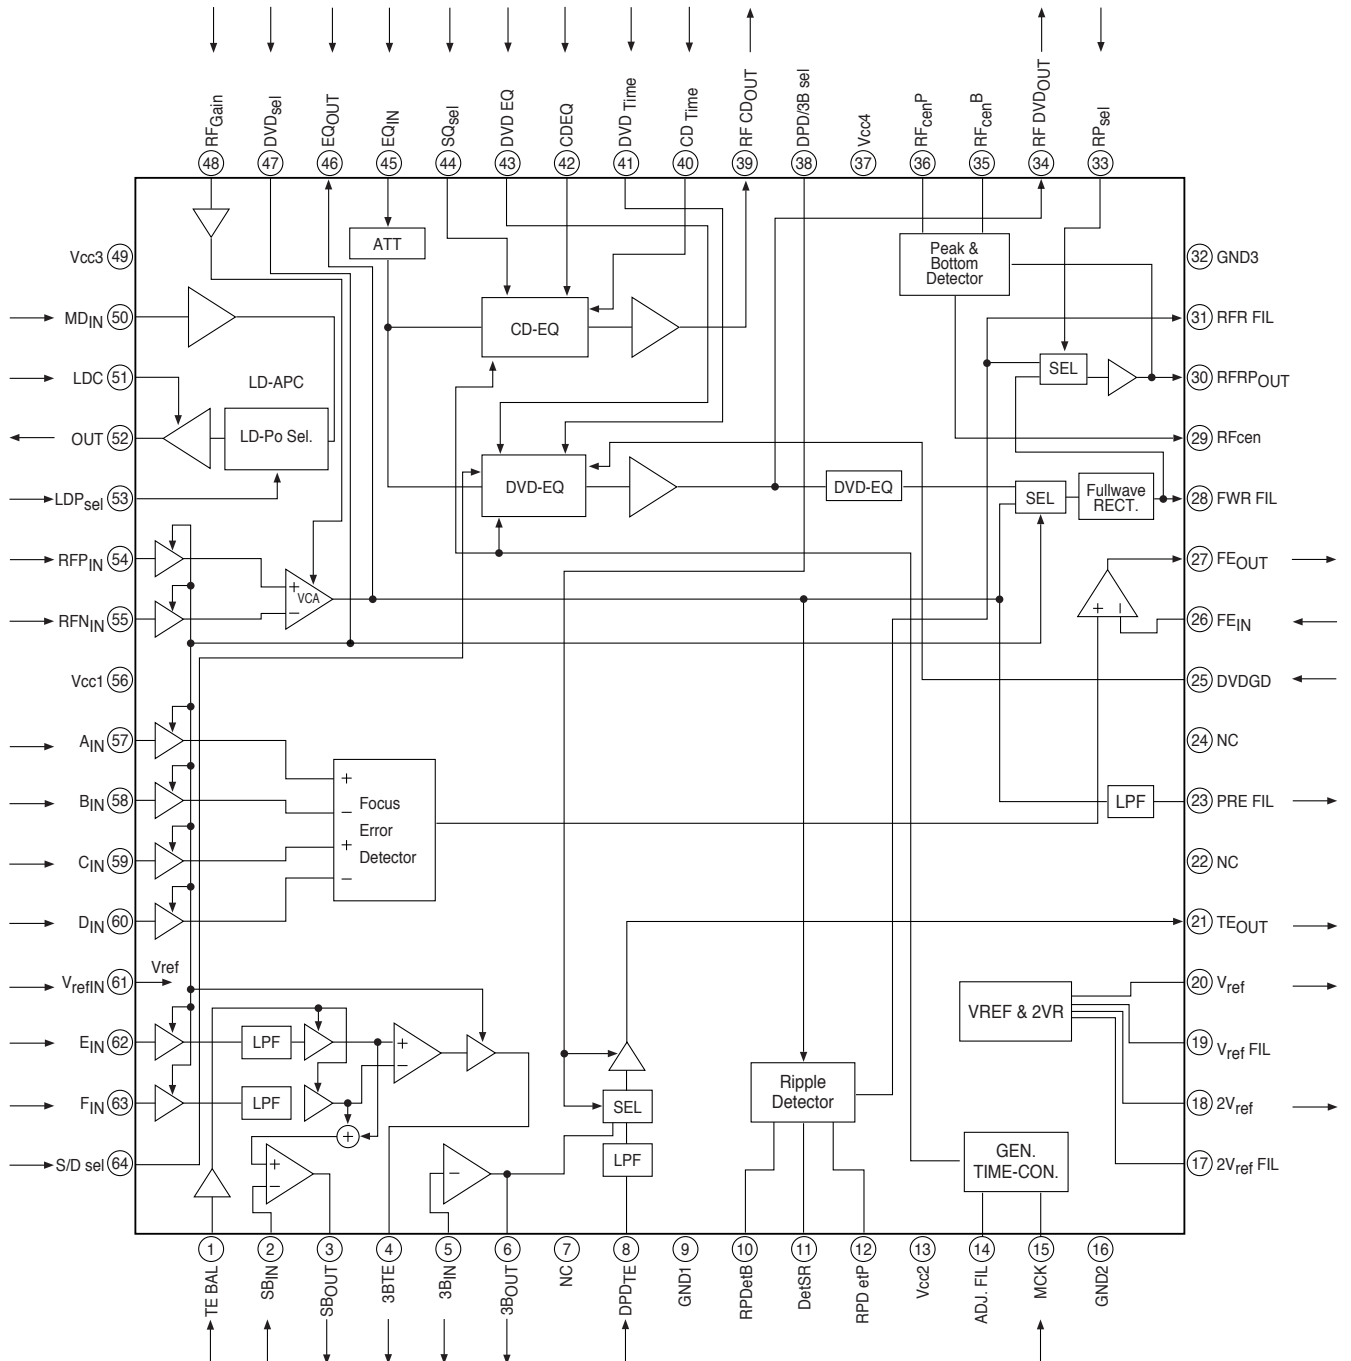 RFGain
DVDsel
EQOUT
EQIN
SQsel
DVD EQ
CDEQ
DVD Time
CD Time
RF CDOUT
DPD/3B sel
Vcc4
RFcenP
RFcenB
RF DVDOUT
RPsel
48 47 46 45 44 43 42 41 40 39 38 37 36 35 34 33
ATT
Peak &
Bottom
Detector
Vcc3 49
32 GND3
MDIN 50
CD-EQ
31 RFR FIL
SEL
LDC 51
LD-APC
30 RFRPOUT
OUT 52
LD-Po Sel.
29 RFcen
DVD-EQ
DVD-EQ
SEL
Fullwave
RECT.
LDPsel 53
28 FWR FIL
RFPIN 54
27 FEOUT
+
VCA
−
+ −
RFNIN 55
26 FEIN
Vcc1 56
25 DVDGD
AIN 57
24 NC
+
BIN 58
−
Focus
Error
Detector
LPF
23 PRE FIL
+
CIN 59
−
22 NC
DIN 60
21 TEOUT
VrefIN 61
Vref
20 Vref
VREF & 2VR
EIN 62
LPF
+
−
19 Vref FIL
FIN 63
LPF
SEL
Ripple
Detector
18 2Vref
+
S/D sel 64
+
−
−
LPF
GEN.
TIME-CON.
17 2Vref FIL
1 2 3 4 5 6 7 8 9 10 11 12 13 14 15 16
TE BAL
SBIN
SBOUT
3BTE
3BIN
3BOUT
NC
DPDTE
GND1
RPDetB
DetSR
RPD etP
Vcc2
ADJ. FIL
MCK
GND2